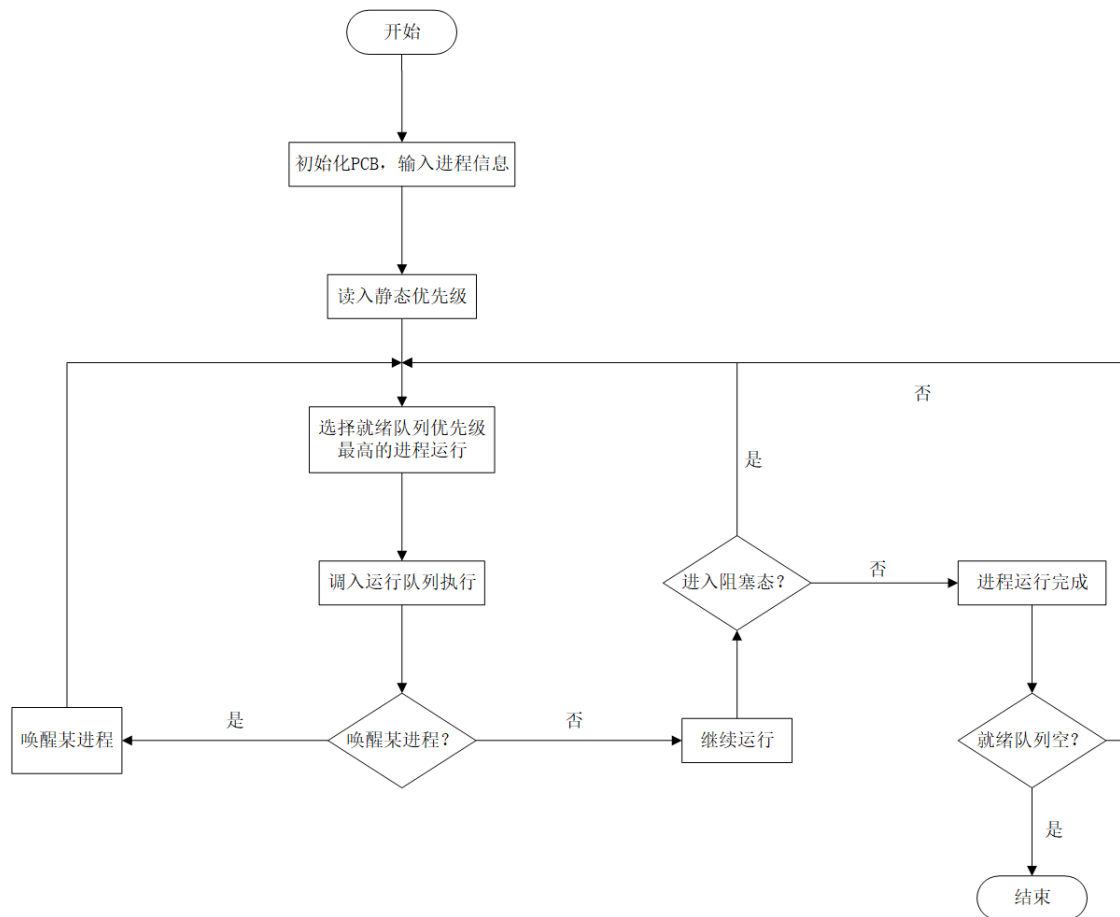 开始
初始化PCB，输入进程信息
读入静态优先级
否
选择就绪队列优先级
最高的进程运行
是
调入运行队列执行
进入阻塞态？
否
进程运行完成
唤醒某进程
是
唤醒某进程？
否
继续运行
就绪队列空？
是
结束